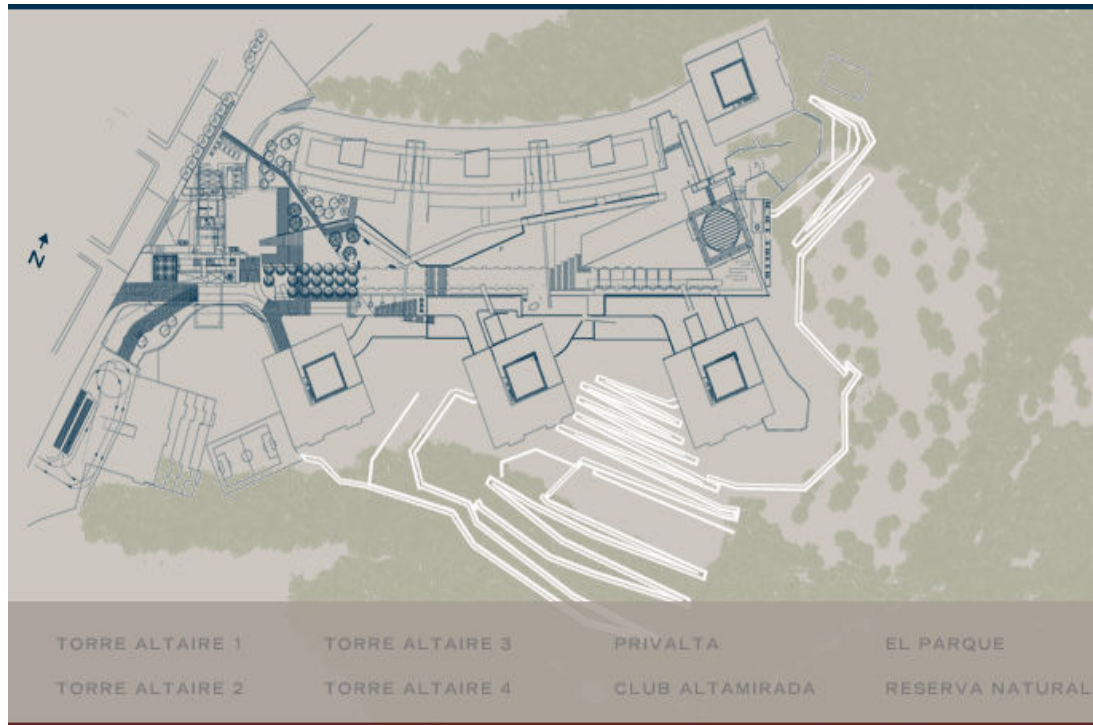 N
TORRE ALTAIRE 1
TORRE ALTAIRE 3
PRIVALTA
EL PARQUE
TORRE ALTAIRE 2
TORRE ALTAIRE 4
CLUB ALTAMIRADA
RESERVA NATURAL